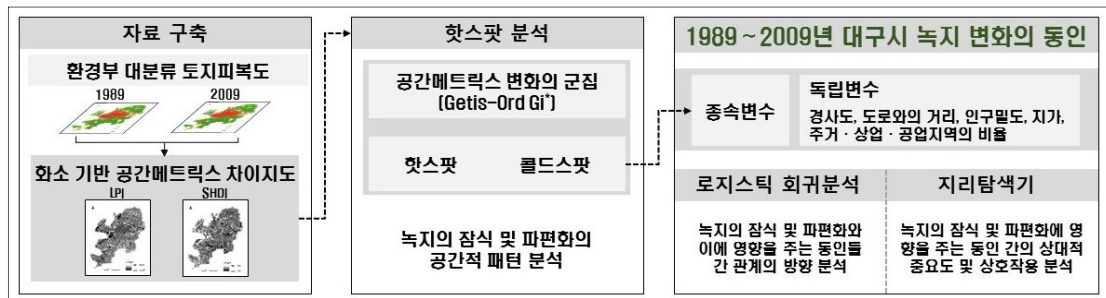 자료 구축
환경부 대분류 토지피복도
1989 2009
화소 기반 공간메트릭스 차이지도
LPI SHDI
핫스팟 분석
공간메트릭스 변화의 군집
(Getis-Ord Gi*)
핫스팟 콜드스팟
녹지의 잠식 및 파편화의
공간적 패턴 분석
1989~2009년 대구시 녹지 변화의 동인
종속변수
독립변수
경사도, 도로와의 거리, 인구밀도, 지가,
주거·상업·공업지역의 비율
로지스틱 회귀분석
녹지의 잠식 및 파편화와
이에 영향을 주는 동인들
간 관계의 방향 분석
지리탐색기
녹지의 잠식 및 파편화에 영
향을 주는 동인 간의 상대적
중요도 및 상호작용 분석